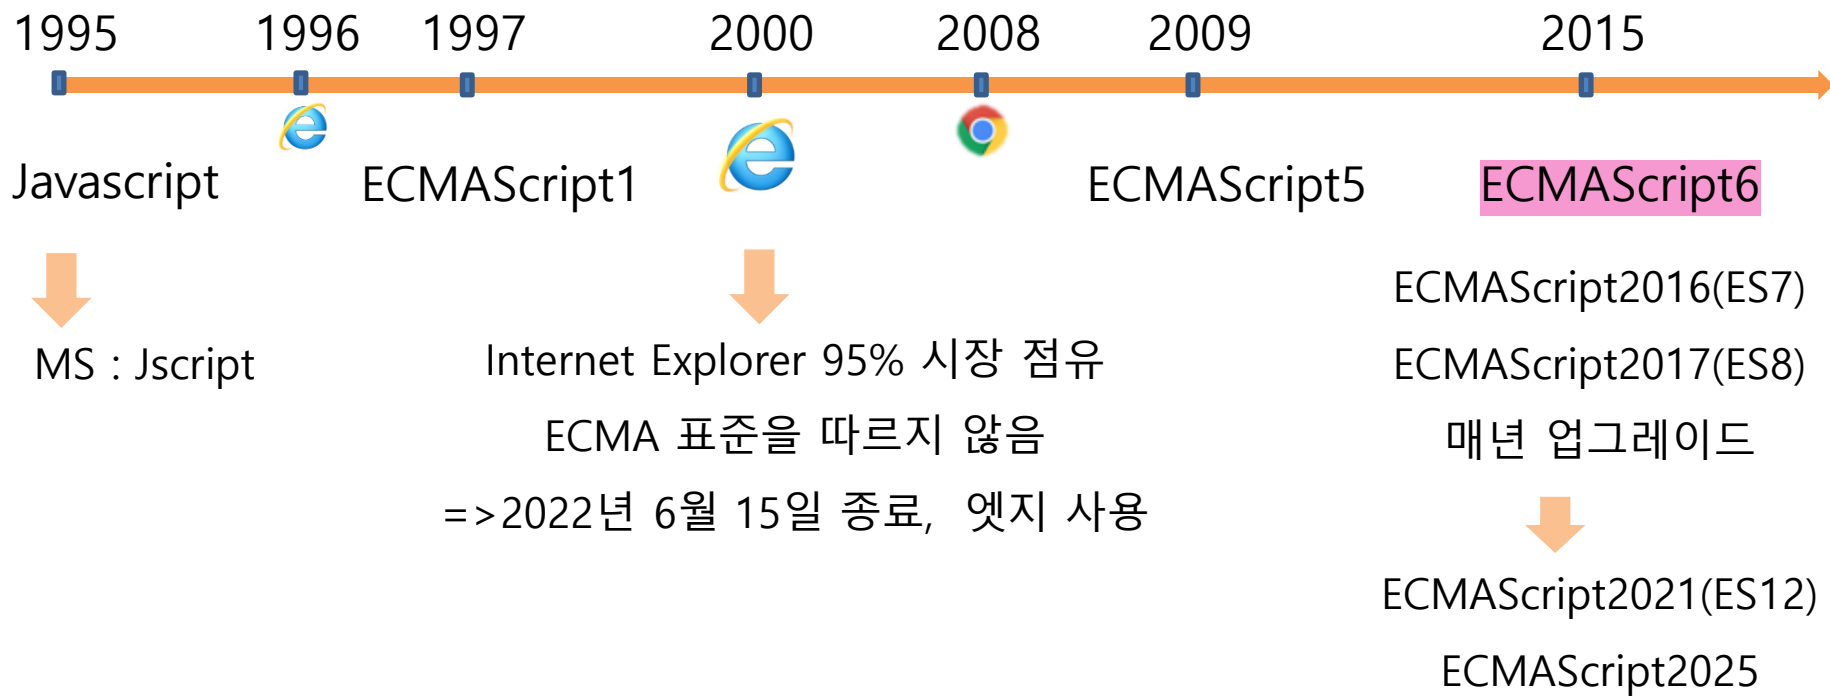 1995 1996 1997 2000 2008 2009 2015
Javascript ECMAScript1 ECMAScript5 ECMAScript6
MS : Jscript
Internet Explorer 95% 시장 점유
ECMA 표준을 따르지 않음
=>2022년 6월 15일 종료, 엣지 사용
ECMAScript2016(ES7)
ECMAScript2017(ES8)
매년 업그레이드
ECMAScript2021(ES12)
ECMAScript2025